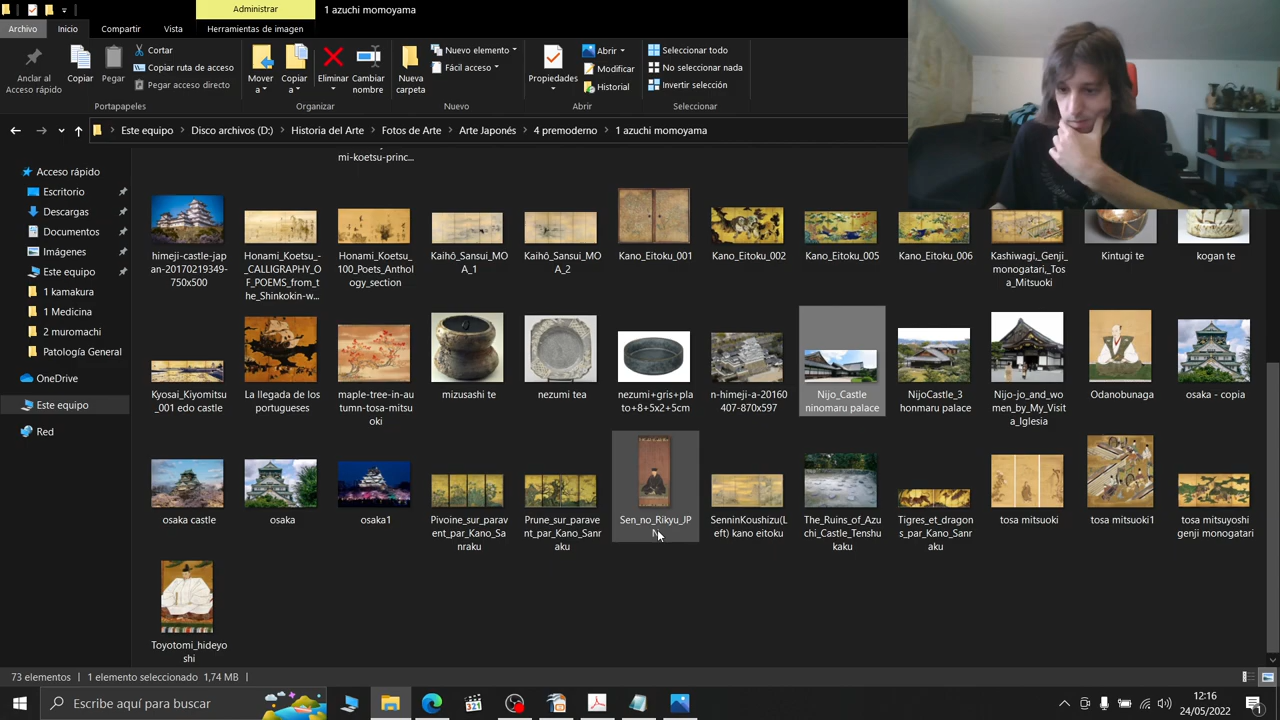 Administrar
1 azuchi momoyama
Archivo
Inicio
Compartir
Vista
Herramientas de imagen
Anclar al
Acceso rápido
Copiar
Pegar
Cortar
Copiar ruta de acceso
Pegar acceso directo
Portapapeles
Mover
a
Copiar
a
Eliminar
Cambiar
nombre
Organizar
Nueva
carpeta
Nuevo elemento
Fácil acceso
Nuevo
Propiedades
Abrir
Modificar
Historial
Abrir
Seleccionar todo
No seleccionar nada
Invertir selección
Seleccionar
Este equipo
Disco archivos (D:)
Historia del Arte
Fotos de Arte
Arte Japonés
4 premoderno
1 azuchi momoyama
Acceso rápido
Escritorio
Descargas
Documentos
Imágenes
Este equipo
1 kamakura
1 Medicina
2 muromachi
Patología General
OneDrive
Este equipo
Red
mi-koetsu-princ...
himeji-castle-jap
an-20170219349-
750x500
Honami_Koetsu_-
_CALLIGRAPHY_O
F_POEMS_from_t
he_Shinkokin-w...
Honami_Koetsu_
100_Poets_Anthol
ogy_section
Kaihō_Sansui_MO
A_1
Kaihō_Sansui_MO
A_2
Kano_Eitoku_001
Kano_Eitoku_002
Kano_Eitoku_005
Kano_Eitoku_006
Kashiwagi,_Genji_
monogatari,_Tos
a_Mitsuoki
Kintugi te
kogan te
Kyosai_Kiyomitsu
_001 edo castle
La llegada de los
portugueses
maple-tree-in-au
tumn-tosa-mitsu
oki
mizusashi te
nezumi tea
nezumi+gris+pla
to+8+5x2+5cm
n-himeji-a-20160
407-870x597
Nijo_Castle
ninomaru palace
NijoCastle_3
honmaru palace
Nijo-jo_and_wo
men_by_My_Visit
a_Iglesia
Odanobunaga
osaka - copia
osaka castle
osaka
osaka1
Pivoine_sur_parav
ent_par_Kano_Sa
nraku
Prune_sur_parave
nt_par_Kano_Sanr
aku
Sen_no_Rikyu_JP
N
SenninKoushizu(L
eft) kano eitoku
The_Ruins_of_Azu
chi_Castle_Tenshu
kaku
Tigres_et_dragon
s_par_Kano_Sanr
aku
tosa mitsuoki
tosa mitsuoki1
tosa mitsuyoshi
genji monogatari
Toyotomi_hideyo
shi
73 elementos
1 elemento seleccionado 1,74 MB
Escribe aquí para buscar
321
12:16
24/05/2022
1